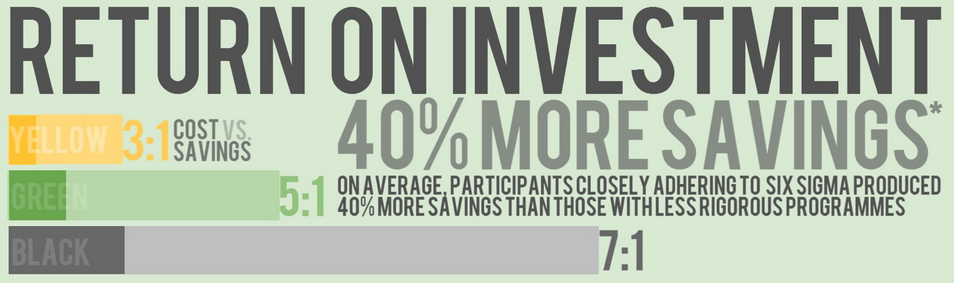 RETURN ON INVESTMENT
40% MORE SAVINGS*
YELLOW 3:1 COST VS.
SAVINGS
GREEN 5:1
ON AVERAGE, PARTICIPANTS CLOSELY ADHERING TO SIX SIGMA PRODUCED
40% MORE SAVINGS THAN THOSE WITH LESS RIGOROUS PROGRAMMES
BLACK 7:1